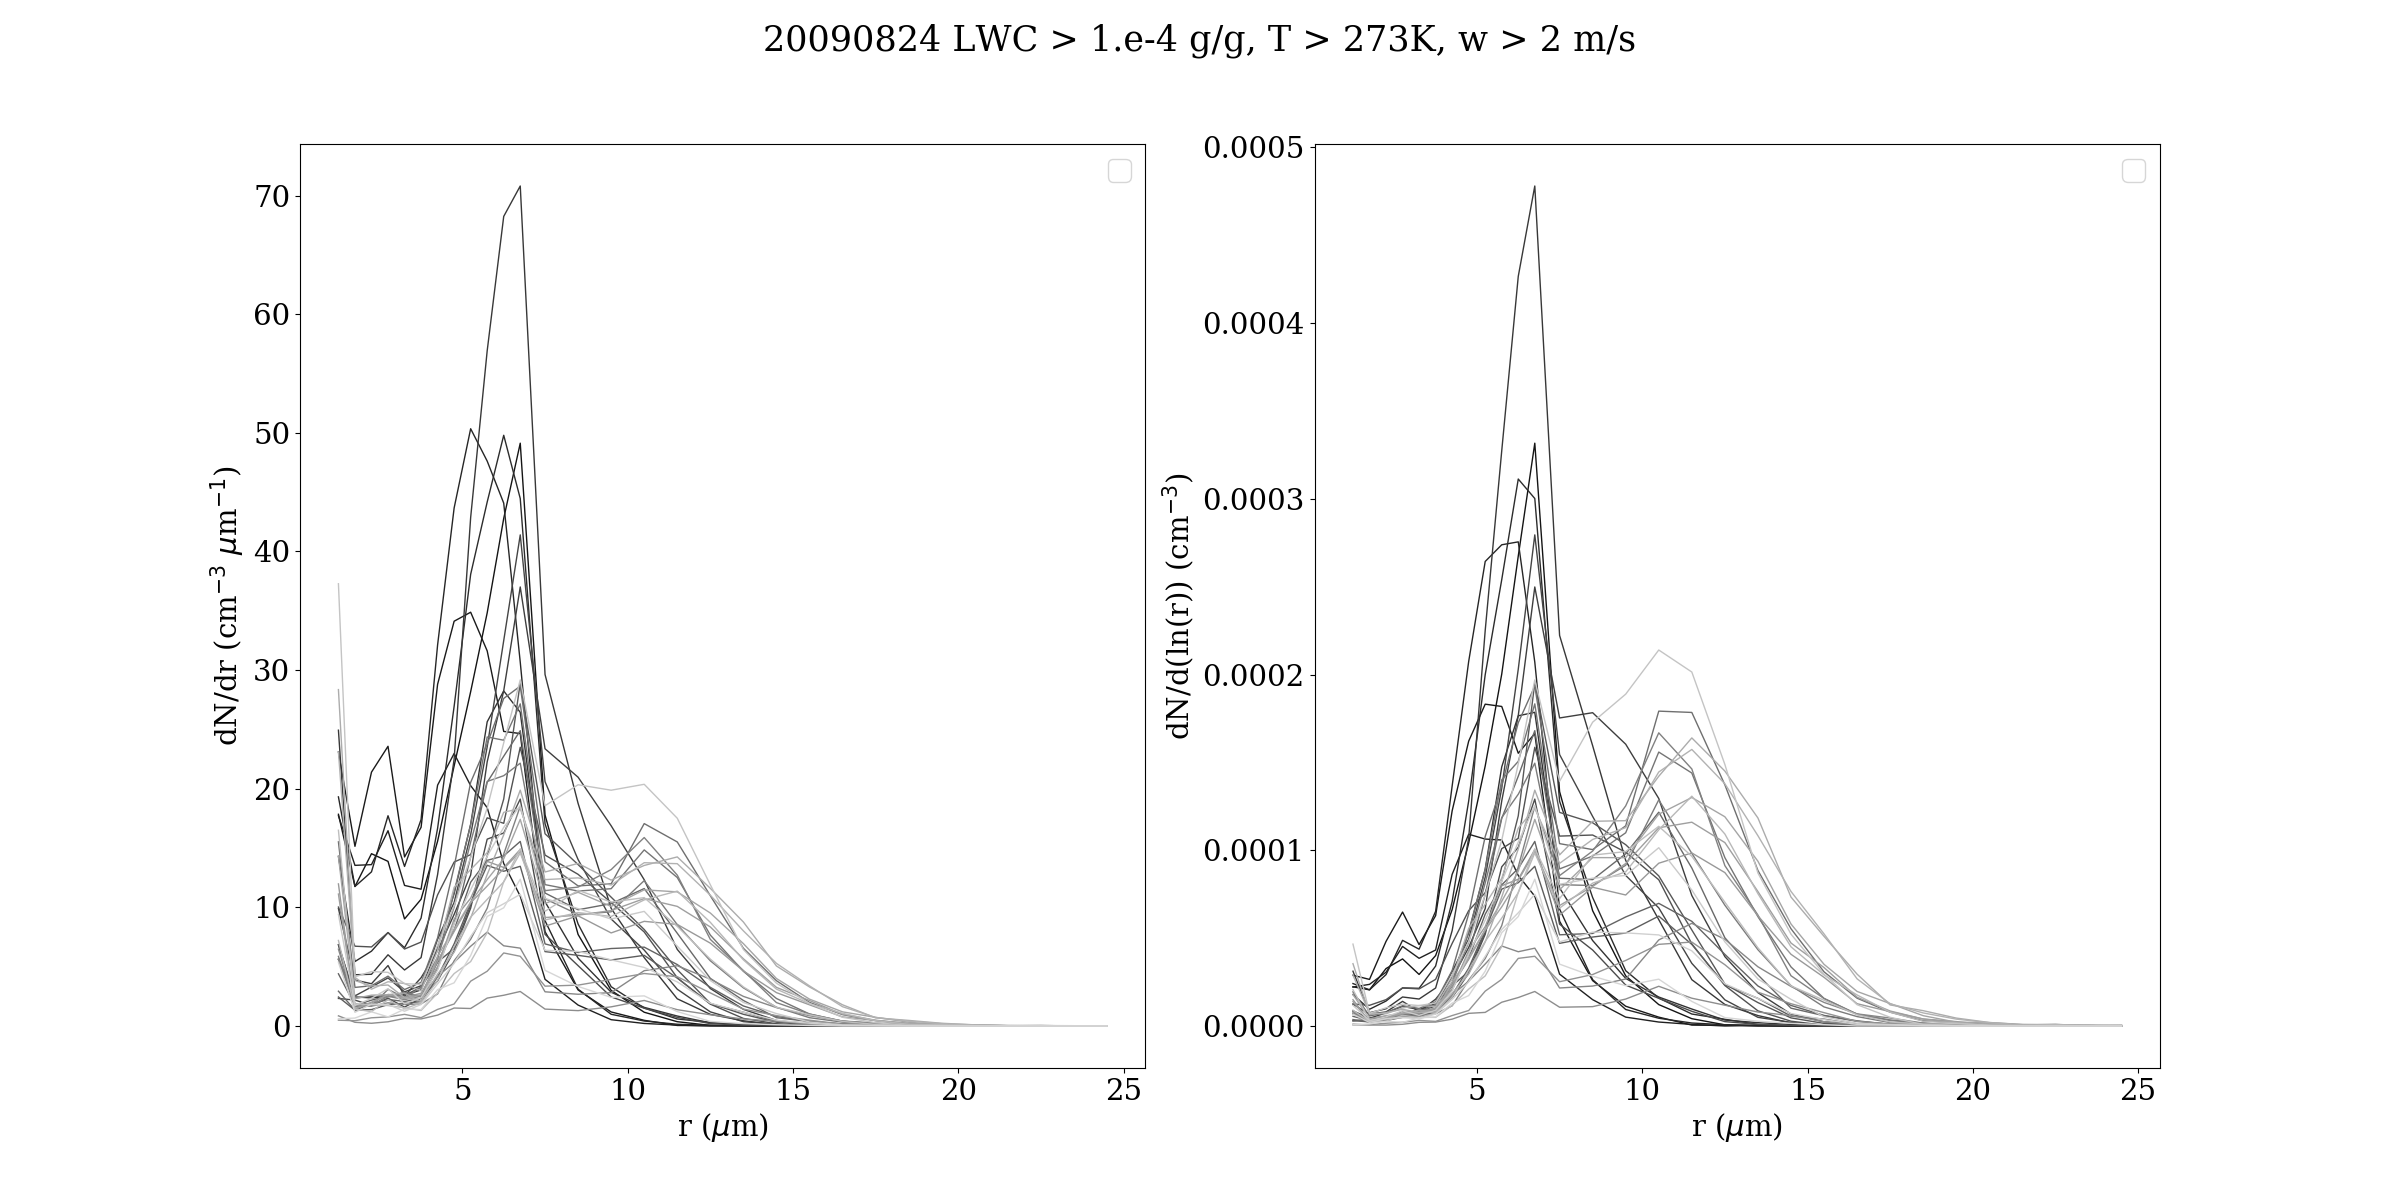 20090824 LWC > 1.e-4 g/g, T > 273K, w > 2 m/s
dN/dr (cm⁻³ μm⁻¹)
70
60
50
40
30
20
10
0
5 10 15 20 25
r (μm)
dN/d(ln(r)) (cm⁻³)
0.0005
0.0004
0.0003
0.0002
0.0001
0.0000
5 10 15 20 25
r (μm)